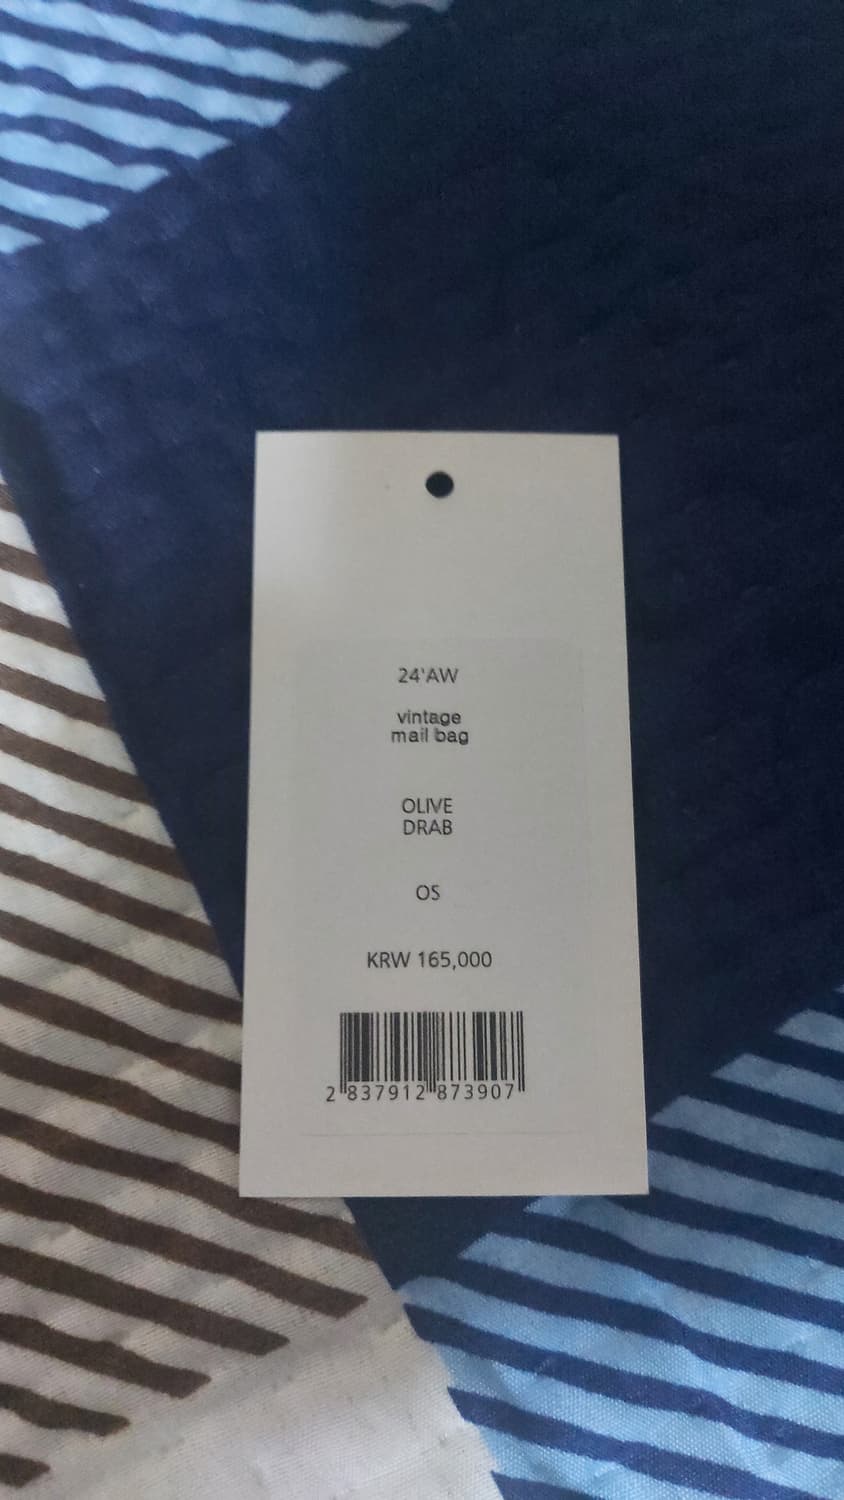 24'AW
vintage
mail bag
OLIVE
DRAB
OS
KRW 165,000
2 837912 873907